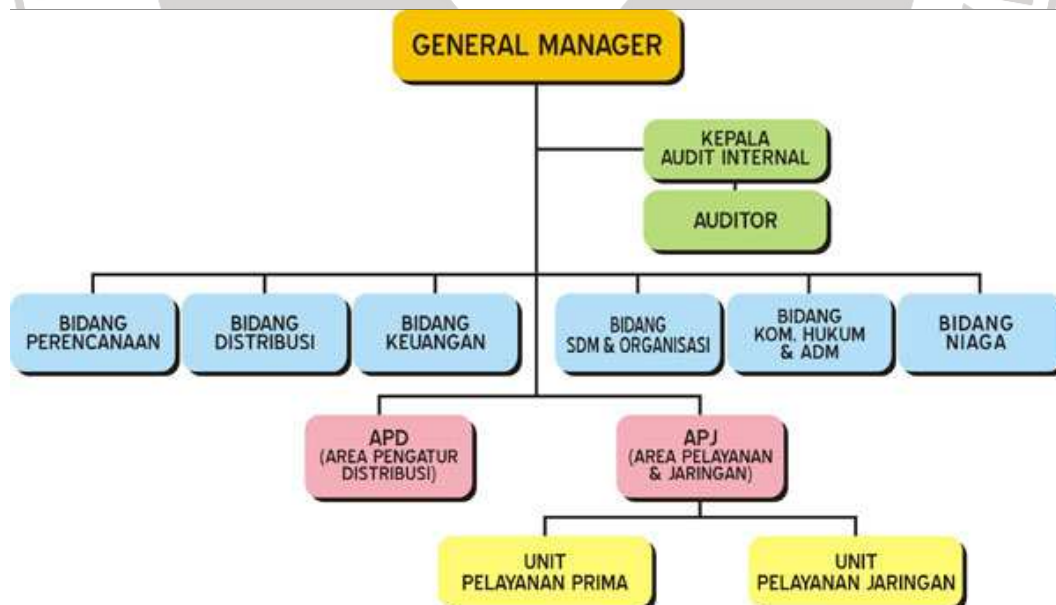 GENERAL MANAGER
KEPALA
AUDIT INTERNAL
AUDITOR
BIDANG
PERENCANAAN
BIDANG
DISTRIBUSI
BIDANG
KEUANGAN
BIDANG
SDM & ORGANISASI
BIDANG
KOM. HUKUM
& ADM
BIDANG
NIAGA
APD
(AREA PENGATUR
DISTRIBUSI)
APJ
(AREA PELAYANAN
& JARINGAN)
UNIT
PELAYANAN PRIMA
UNIT
PELAYANAN JARINGAN